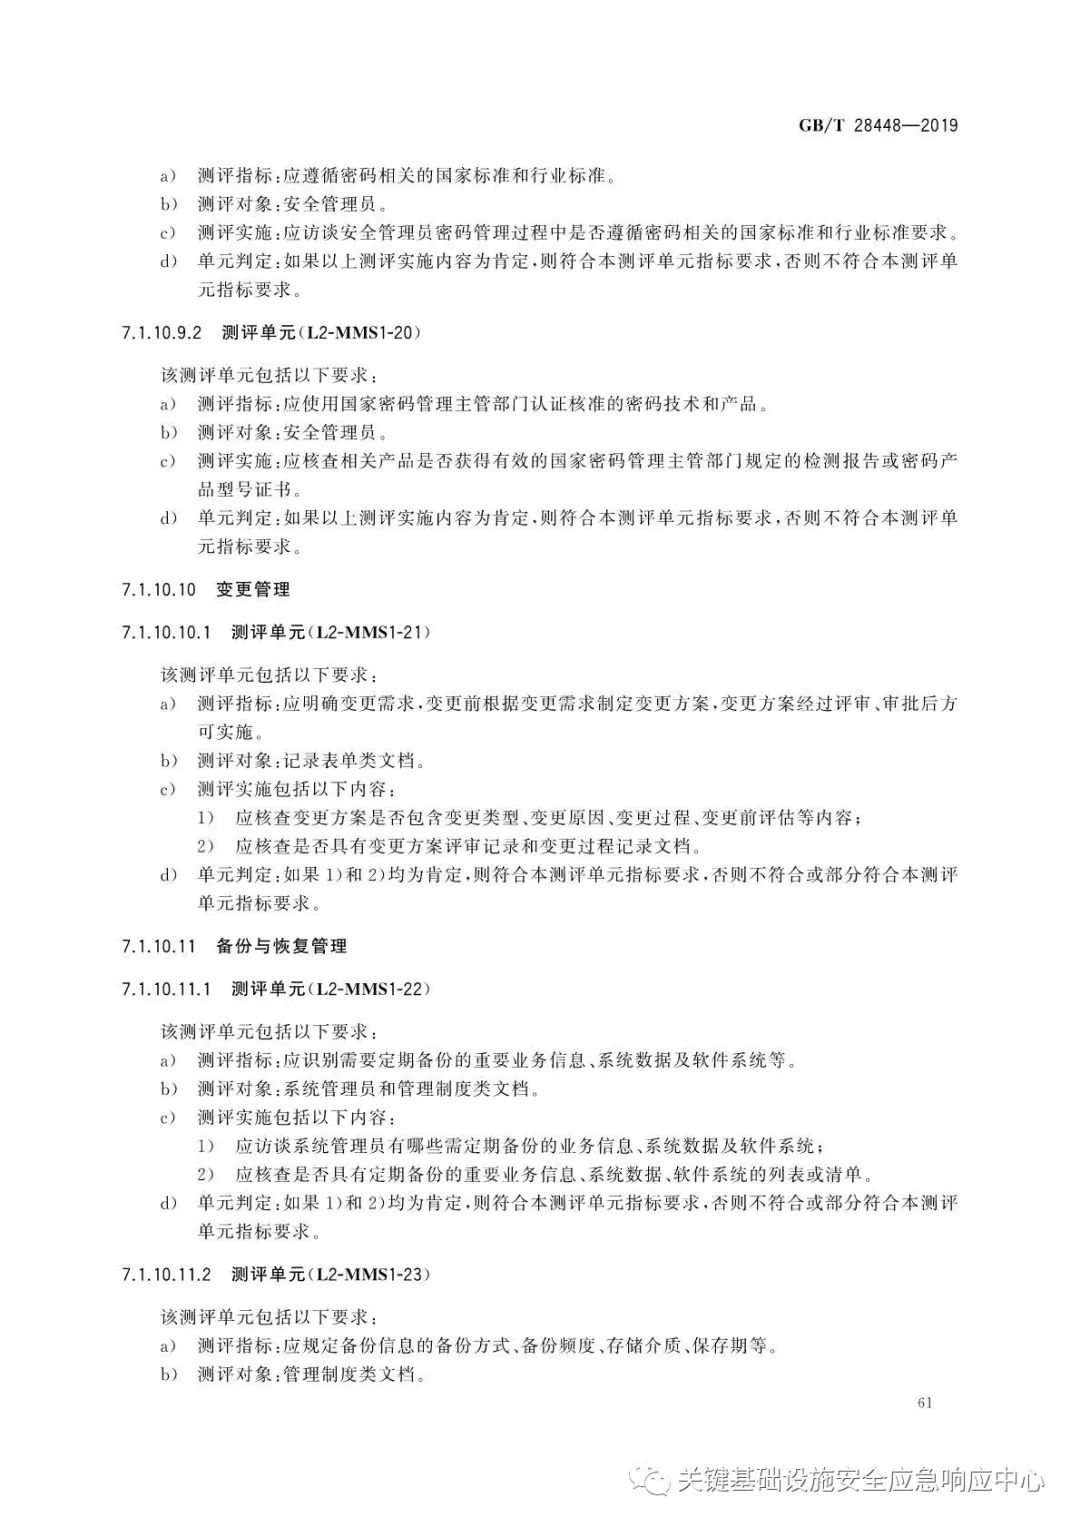 GB/T 28448—2019
a) 测评指标:应遵循密码相关的国家标准和行业标准。
b) 测评对象:安全管理员。
c) 测评实施:应访谈安全管理员密码管理过程中是否遵循密码相关的国家标准和行业标准要求。
d) 单元判定:如果以上测评实施内容为肯定,则符合本测评单元指标要求,否则不符合本测评单
元指标要求。
7.1.10.9.2 测评单元(L2-MMS1-20)
该测评单元包括以下要求:
a) 测评指标:应使用国家密码管理主管部门认证核准的密码技术和产品。
b) 测评对象:安全管理员。
c) 测评实施:应核查相关产品是否获得有效的国家密码管理主管部门规定的检测报告或密码产
品型号证书。
d) 单元判定:如果以上测评实施内容为肯定,则符合本测评单元指标要求,否则不符合本测评单
元指标要求。
7.1.10.10 变更管理
7.1.10.10.1 测评单元(L2-MMS1-21)
该测评单元包括以下要求:
a) 测评指标:应明确变更需求,变更前根据变更需求制定变更方案,变更方案经过评审、审批后方
可实施。
b) 测评对象:记录表单类文档。
c) 测评实施包括以下内容:
1) 应核查变更方案是否包含变更类型、变更原因、变更过程、变更前评估等内容;
2) 应核查是否具有变更方案评审记录和变更过程记录文档。
d) 单元判定:如果 1)和 2)均为肯定,则符合本测评单元指标要求,否则不符合或部分符合本测评
单元指标要求。
7.1.10.11 备份与恢复管理
7.1.10.11.1 测评单元(L2-MMS1-22)
该测评单元包括以下要求:
a) 测评指标:应识别需要定期备份的重要业务信息、系统数据及软件系统等。
b) 测评对象:系统管理员和管理制度类文档。
c) 测评实施包括以下内容:
1) 应访谈系统管理员有哪些需定期备份的业务信息、系统数据及软件系统;
2) 应核查是否具有定期备份的重要业务信息、系统数据、软件系统的列表或清单。
d) 单元判定:如果 1)和 2)均为肯定,则符合本测评单元指标要求,否则不符合或部分符合本测评
单元指标要求。
7.1.10.11.2 测评单元(L2-MMS1-23)
该测评单元包括以下要求:
a) 测评指标:应规定备份信息的备份方式、备份频度、存储介质、保存期等。
b) 测评对象:管理制度类文档。
61
关键基础设施安全应急响应中心